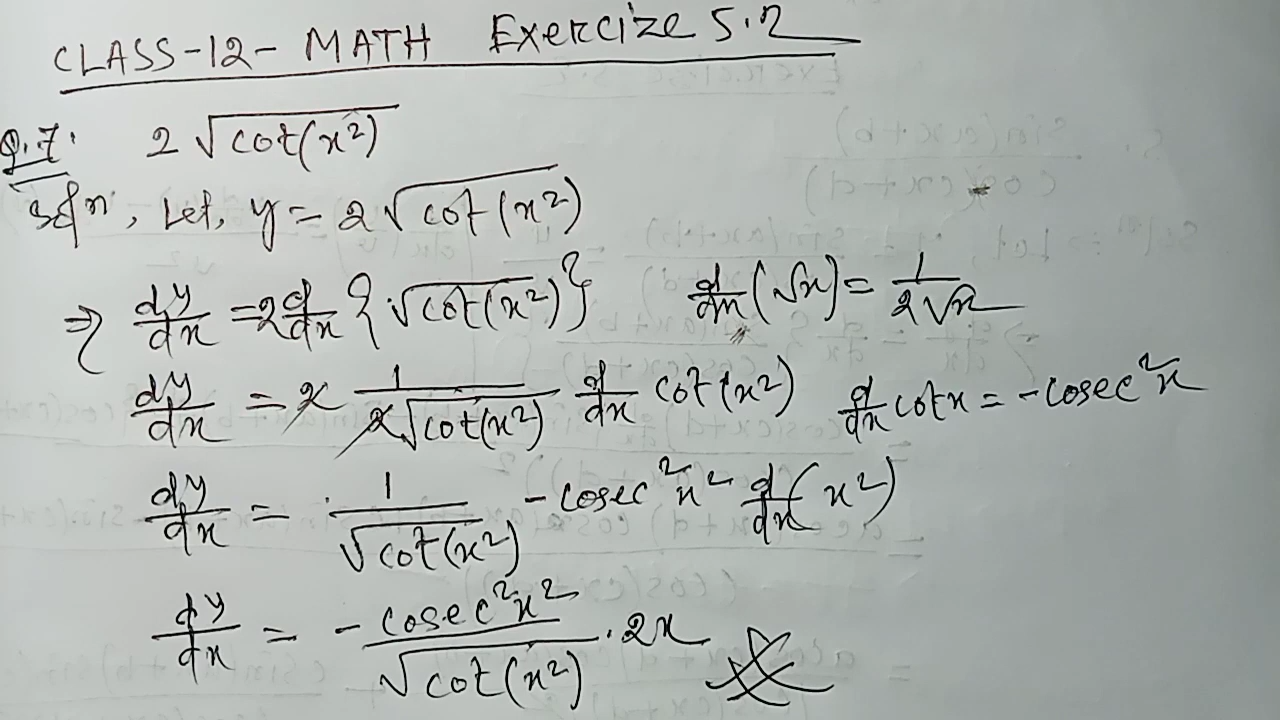 CLASS-12- MATH Exercize 5.2
Q.7. 2 √cot(x²)
Solⁿ, Let, y = 2 √cot(x²)
⇒ dy/dx = 2 d/dx {√cot(x²)} d/dx (√x) = 1/2√x
dy/dx = 2 1/2√cot(x²) d/dx cot(x²) d/dx cotx = -cosec²x
dy/dx = 1/√cot(x²) - cosec²x² d/dx (x²)
dy/dx = - cosec²x²/√cot(x²) . 2x